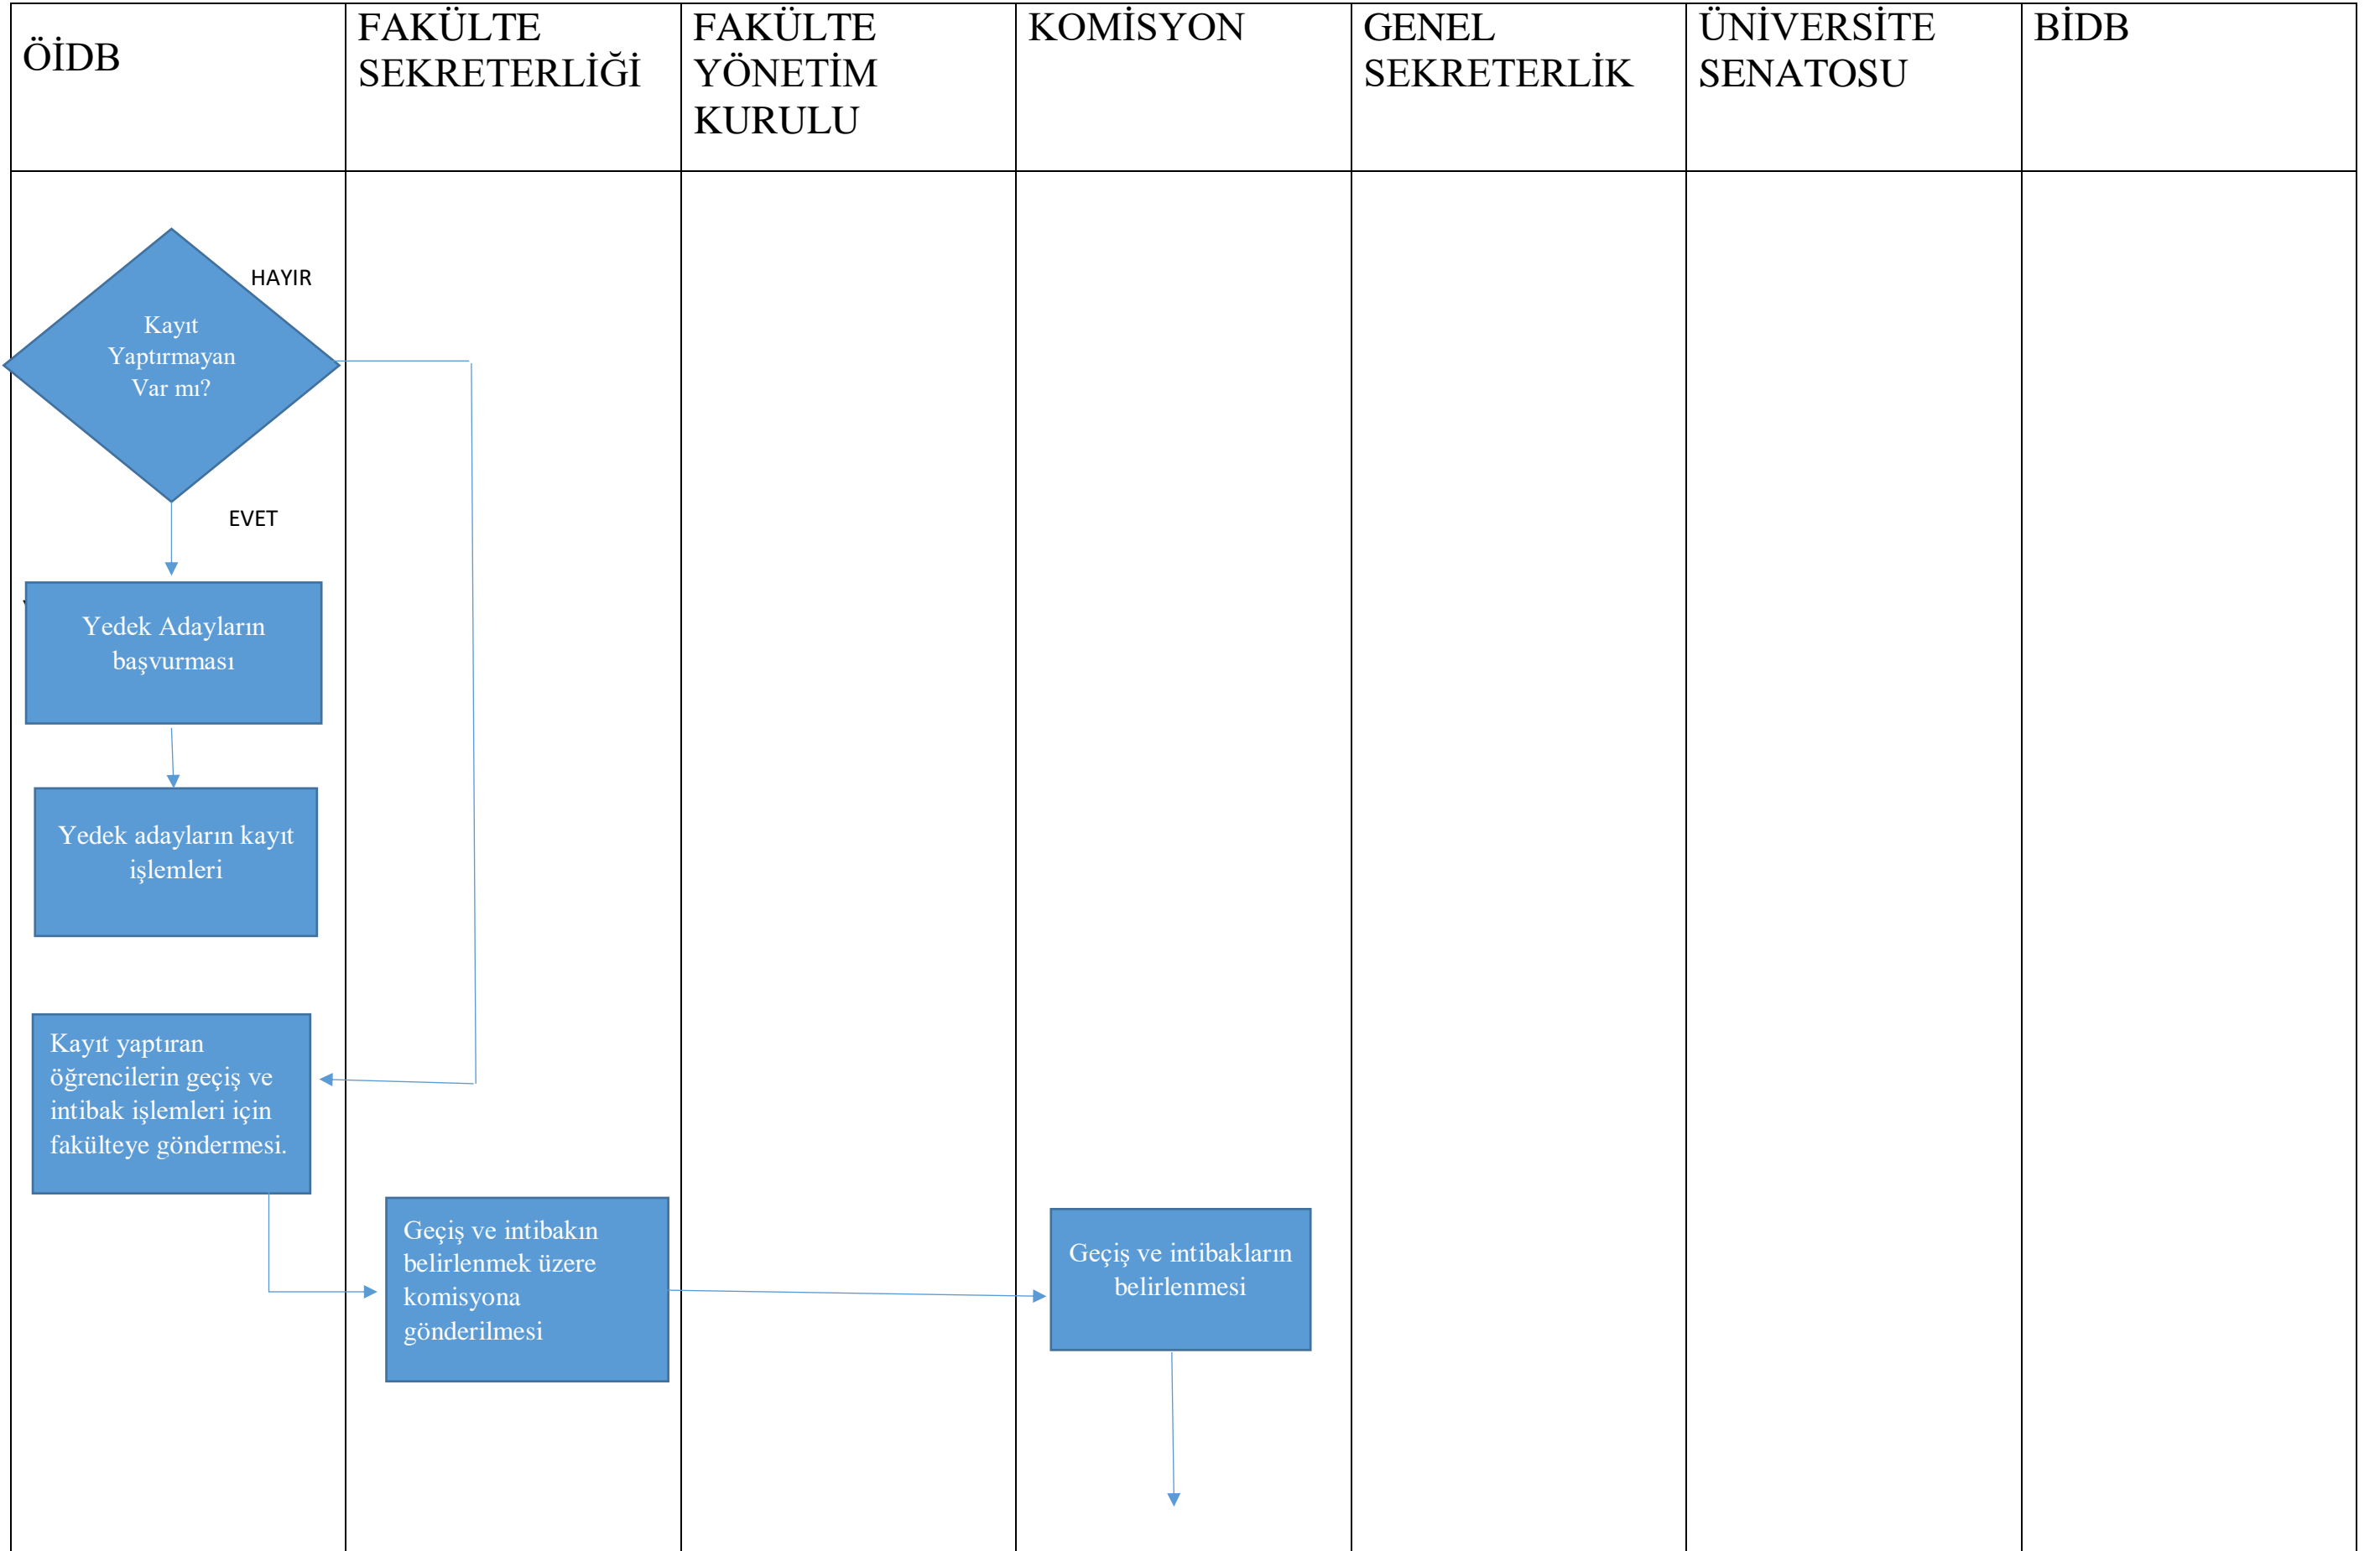 ÖİDB
FAKÜLTE
SEKRETERLİĞİ
FAKÜLTE
YÖNETİM
KURULU
KOMİSYON
GENEL
SEKRETERLİK
ÜNİVERSİTE
SENATOSU
BİDB
HAYIR
Kayıt
Yaptırmayan
Var mı?
EVET
Yedek Adayların
başvurması
Yedek adayların kayıt
işlemleri
Kayıt yaptıran
öğrencilerin geçiş ve
intibak işlemleri için
fakülteye göndermesi.
Geçiş ve intibakın
belirlenmek üzere
komisyona
gönderilmesi
Geçiş ve intibakların
belirlenmesi